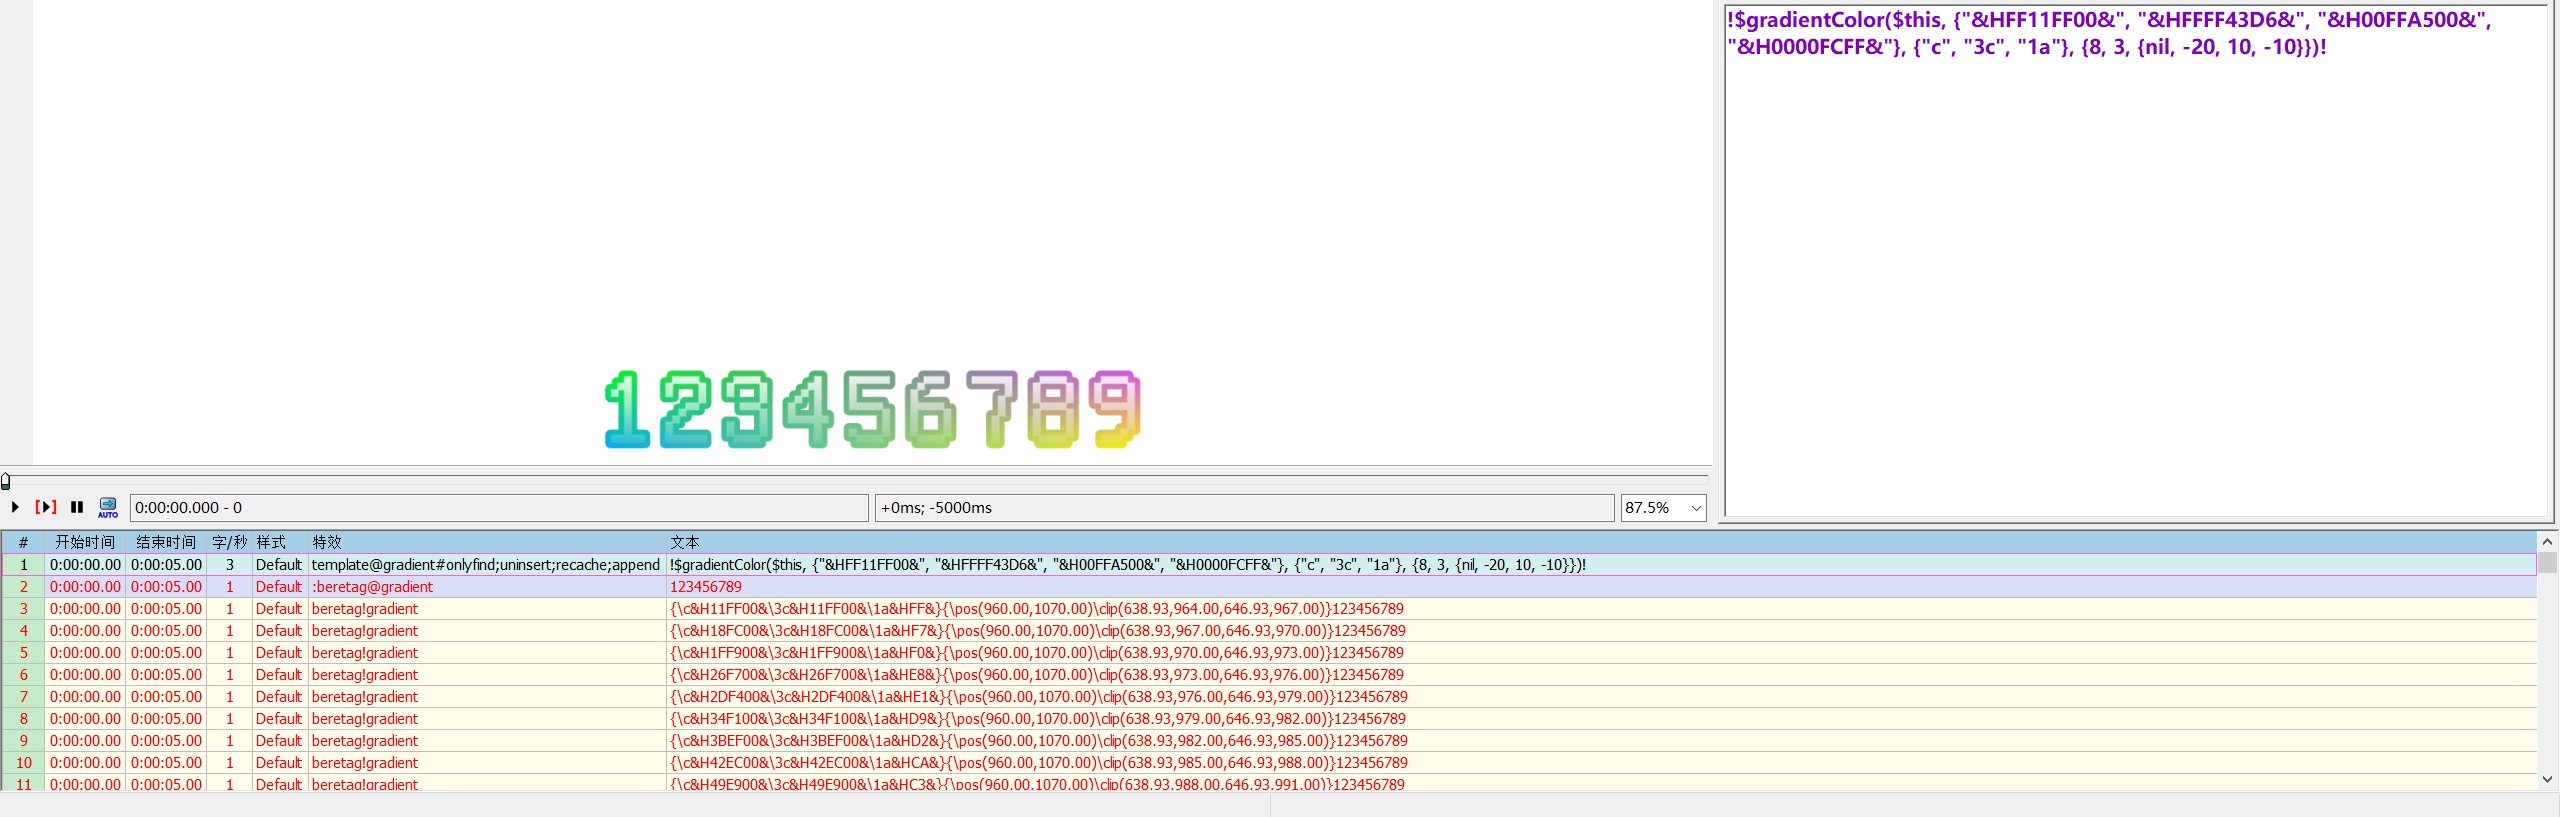 !$gradientColor($this, {"&HFF11FF00&", "&HFFFF43D6&", "&H00FFA500&",
"&H0000FCFF&"}, {"c", "3c", "1a"}, {8, 3, {nil, -20, 10, -10}})!
123456789
AUTO
0:00:00.000 - 0
+0ms; -5000ms
87.5%
# 开始时间 结束时间 字/秒 样式 特效 文本
1 0:00:00.00 0:00:05.00 3 Default template@gradient#onlyfind;uninsert;recache;append !$gradientColor($this, {"&HFF11FF00&", "&HFFFF43D6&", "&H00FFA500&", "&H0000FCFF&"}, {"c", "3c", "1a"}, {8, 3, {nil, -20, 10, -10}})!
2 0:00:00.00 0:00:05.00 1 Default :beretag@gradient 123456789
3 0:00:00.00 0:00:05.00 1 Default beretag!gradient {\c&H11FF00&\3c&H11FF00&\1a&HFF&}{\pos(960.00,1070.00)\clip(638.93,964.00,646.93,967.00)}123456789
4 0:00:00.00 0:00:05.00 1 Default beretag!gradient {\c&H18FC00&\3c&H18FC00&\1a&HF7&}{\pos(960.00,1070.00)\clip(638.93,967.00,646.93,970.00)}123456789
5 0:00:00.00 0:00:05.00 1 Default beretag!gradient {\c&H1FF900&\3c&H1FF900&\1a&HF0&}{\pos(960.00,1070.00)\clip(638.93,970.00,646.93,973.00)}123456789
6 0:00:00.00 0:00:05.00 1 Default beretag!gradient {\c&H26F700&\3c&H26F700&\1a&HE8&}{\pos(960.00,1070.00)\clip(638.93,973.00,646.93,976.00)}123456789
7 0:00:00.00 0:00:05.00 1 Default beretag!gradient {\c&H2DF400&\3c&H2DF400&\1a&HE1&}{\pos(960.00,1070.00)\clip(638.93,976.00,646.93,979.00)}123456789
8 0:00:00.00 0:00:05.00 1 Default beretag!gradient {\c&H34F100&\3c&H34F100&\1a&HD9&}{\pos(960.00,1070.00)\clip(638.93,979.00,646.93,982.00)}123456789
9 0:00:00.00 0:00:05.00 1 Default beretag!gradient {\c&H3BEF00&\3c&H3BEF00&\1a&HD2&}{\pos(960.00,1070.00)\clip(638.93,982.00,646.93,985.00)}123456789
10 0:00:00.00 0:00:05.00 1 Default beretag!gradient {\c&H42EC00&\3c&H42EC00&\1a&HCA&}{\pos(960.00,1070.00)\clip(638.93,985.00,646.93,988.00)}123456789
11 0:00:00.00 0:00:05.00 1 Default beretag!gradient {\c&H49E900&\3c&H49E900&\1a&HC3&}{\pos(960.00,1070.00)\clip(638.93,988.00,646.93,991.00)}123456789